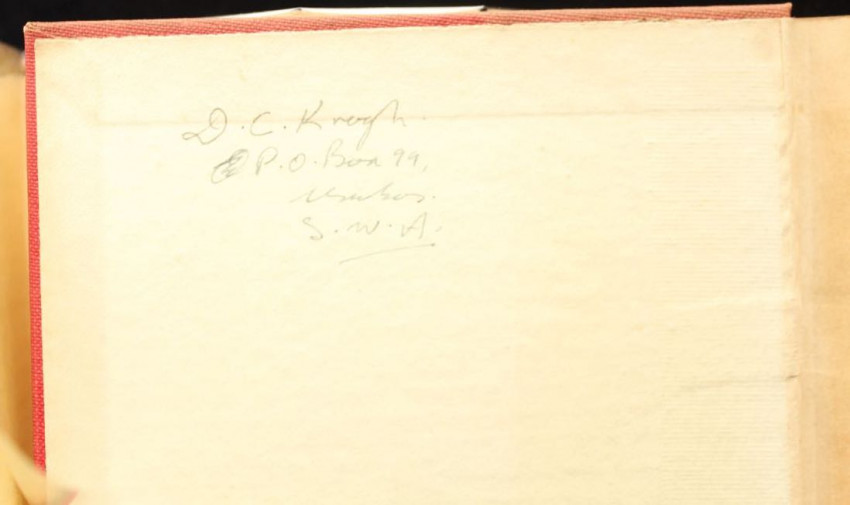 D. C. Krogh.
P.O. Box 99,
Usakos.
S. W. A.